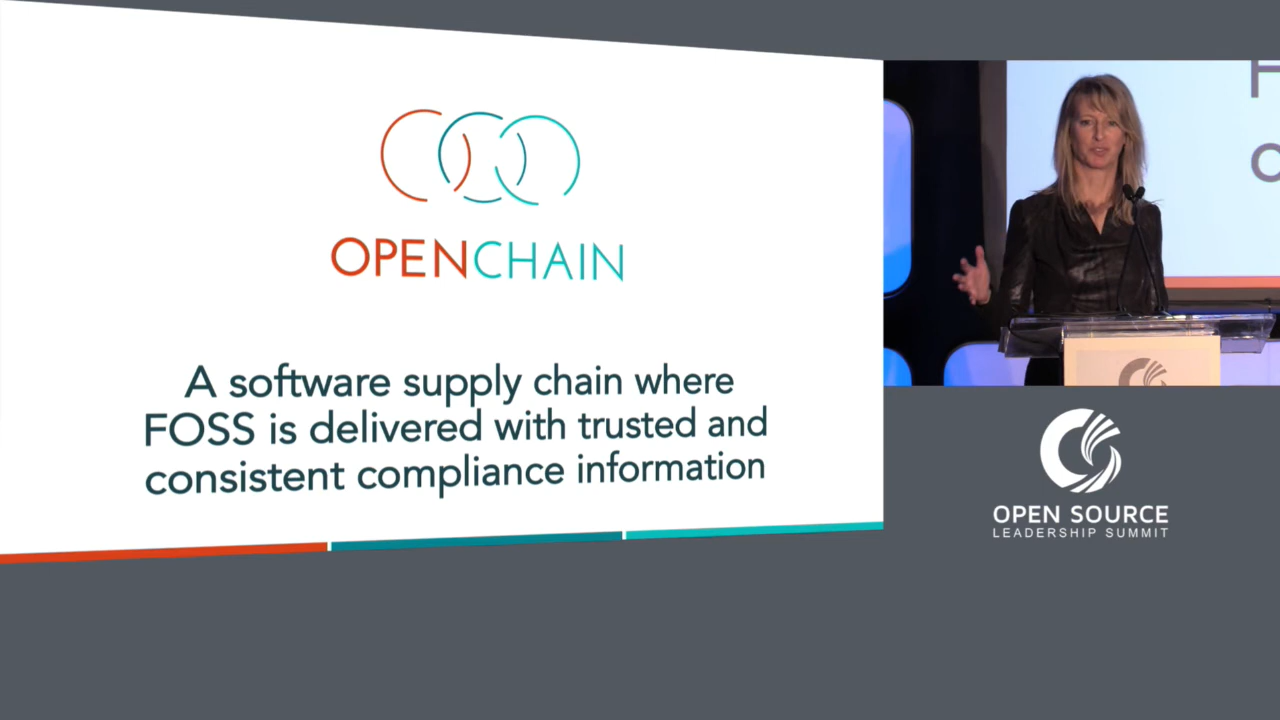 OPENCHAIN
A software supply chain where
FOSS is delivered with trusted and
consistent compliance information
OPEN SOURCE
LEADERSHIP SUMMIT